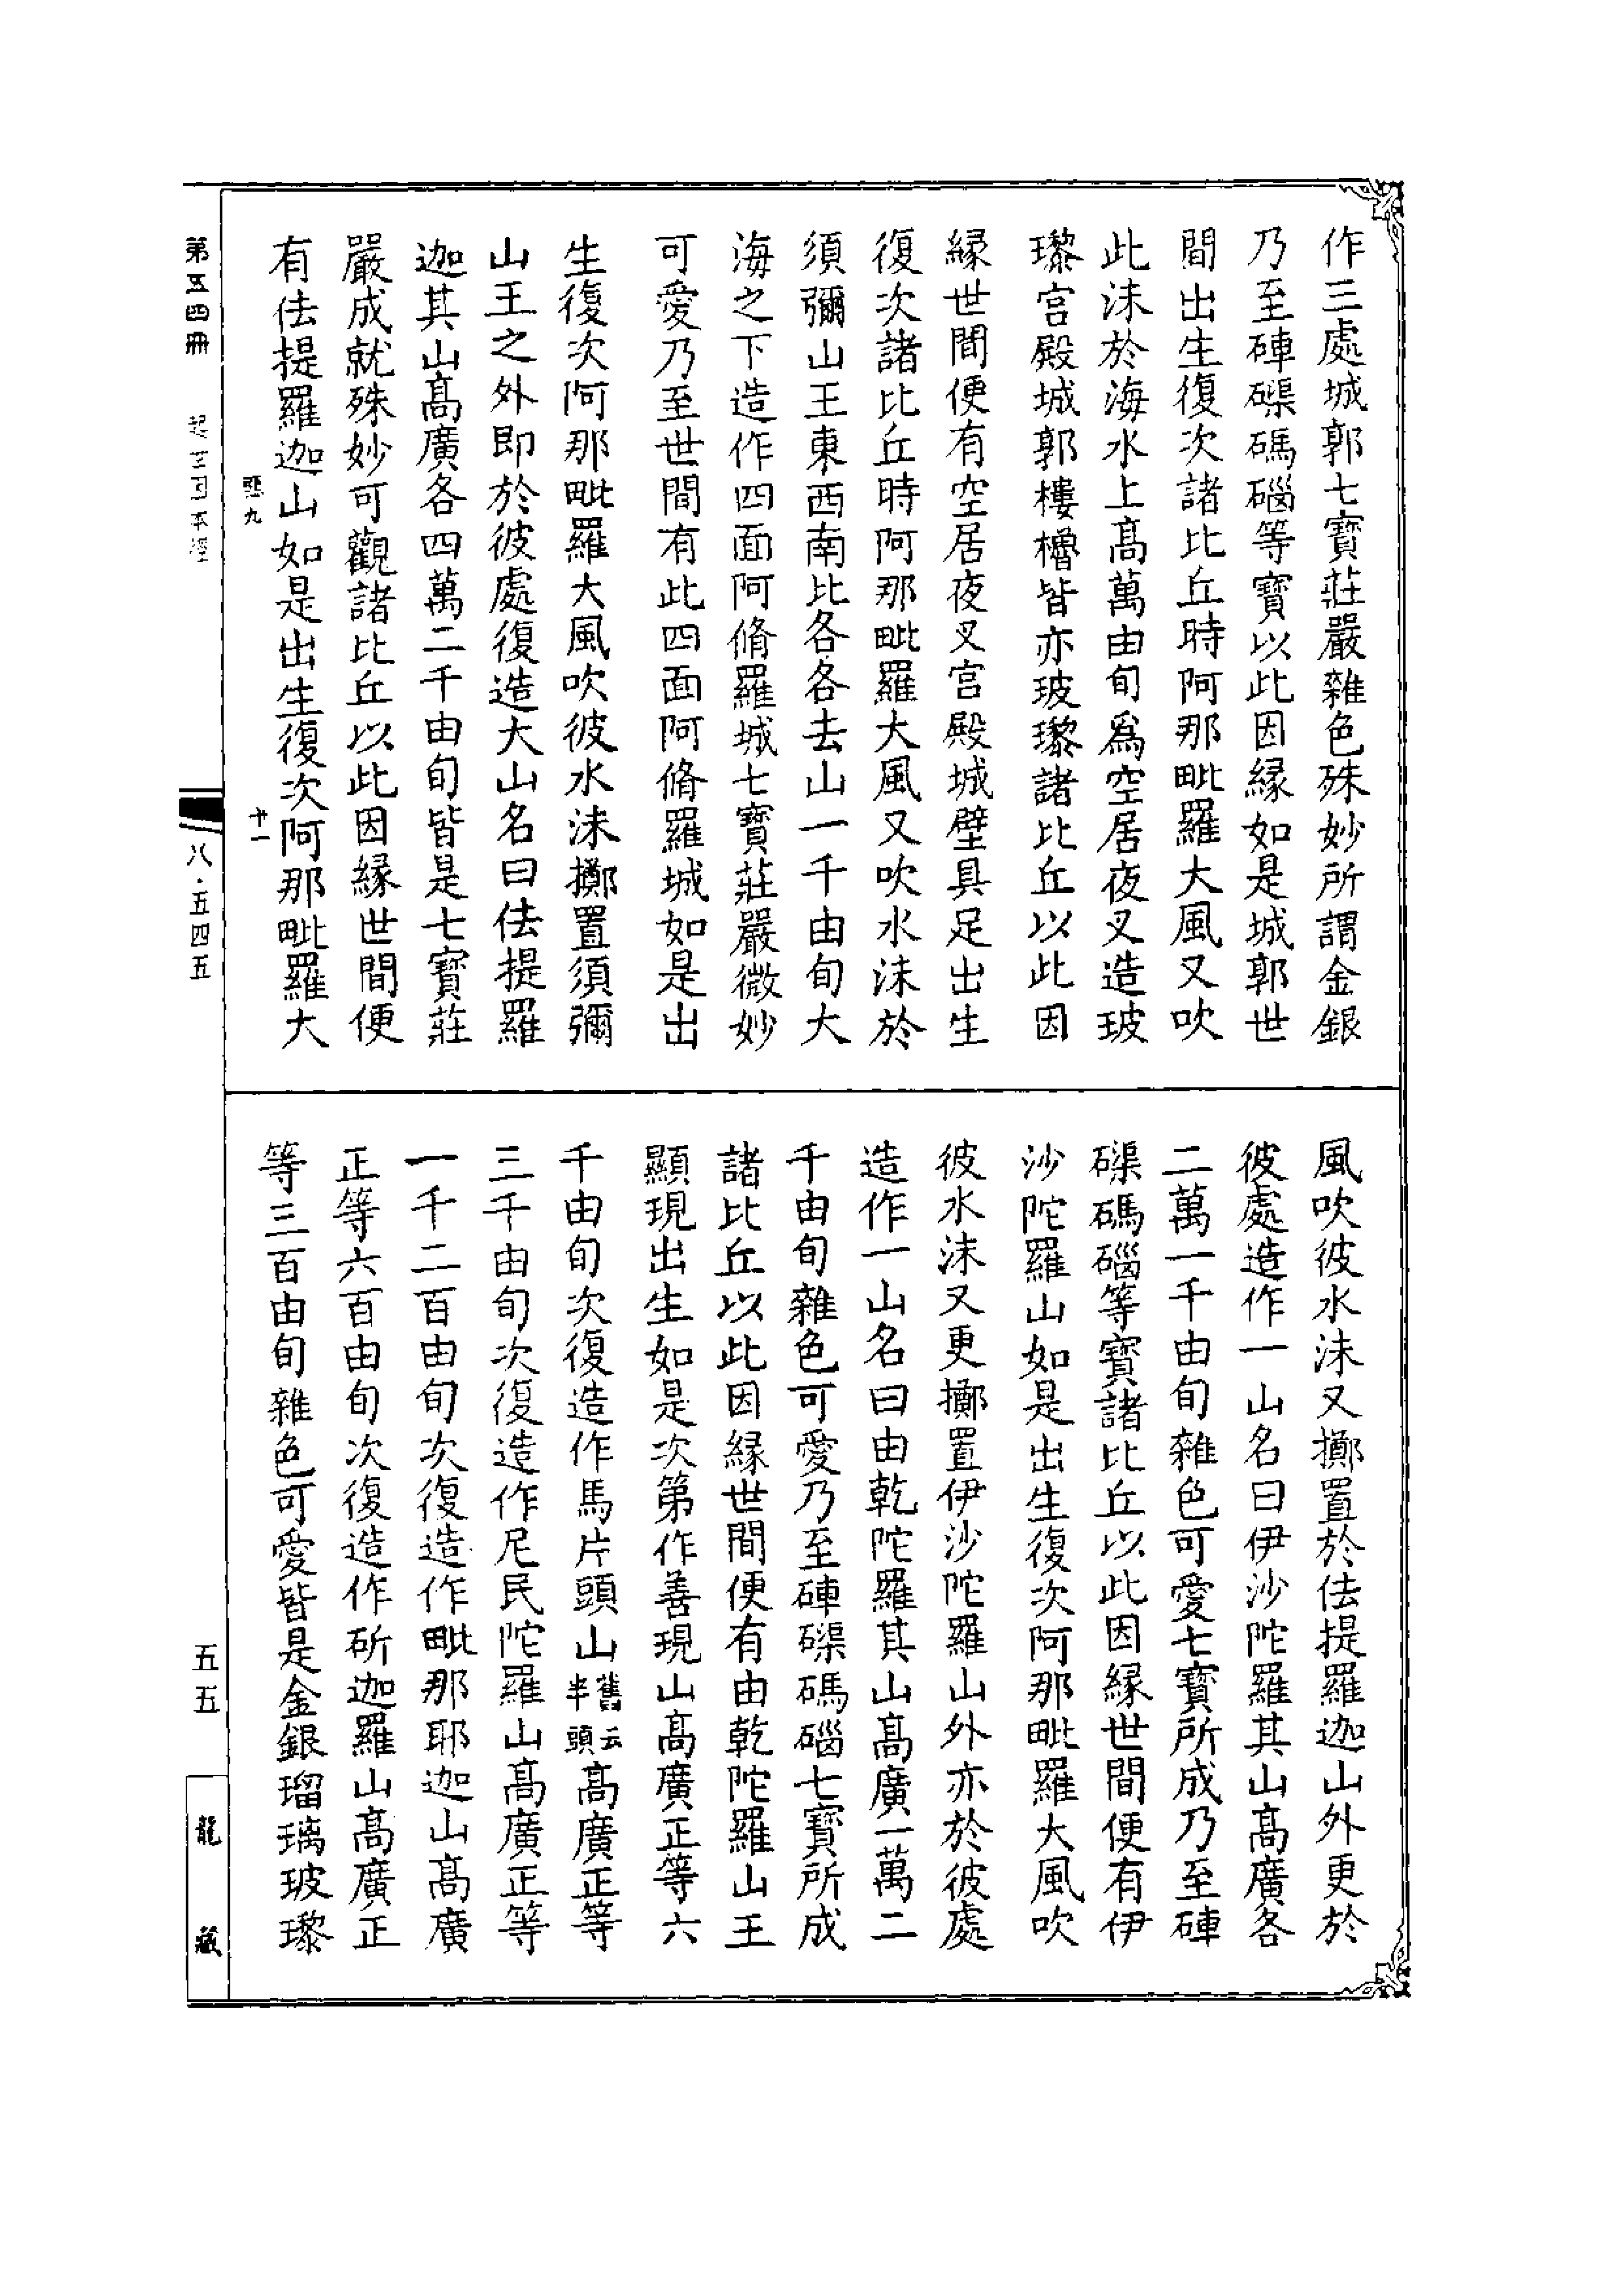 作三處城郭七寶莊嚴雜色殊妙所謂金銀
乃至硨磲碼碯等寶以此因緣如是城郭世
間出生復次諸比丘時阿那毗羅大風又吹
此沫於海水上高萬由旬爲空居夜叉造玻
瓈宮殿城郭樓櫓皆亦玻瓈諸比丘以此因
緣世間便有空居夜叉宮殿城壁具足出生
復次諸比丘時阿那毗羅大風又吹水沫於
須彌山王東西南比各各去山一千由旬大
海之下造作四面阿脩羅城七寶莊嚴微妙
可愛乃至世間有此四面阿脩羅城如是出
生復次阿那毗羅大風吹彼水沫擲置須彌
山王之外即於彼處復造大山名曰佉提羅
迦其山高廣各四萬二千由旬皆是七寶莊
嚴成就殊妙可觀諸比丘以此因緣世間便
有佉提羅迦山如是出生復次阿那毗羅大
風吹彼水沫又擲置於佉提羅迦山外更於
彼處造作一山名曰伊沙陀羅其山高廣各
二萬一千由旬雜色可愛七寶所成乃至硨
磲碼碯等寶諸比丘以此因緣世間便有伊
沙陀羅山如是出生復次阿那毗羅大風吹
彼水沫又更擲置伊沙陀羅山外亦於彼處
造作一山名曰由乾陀羅其山高廣一萬二
千由旬雜色可愛乃至硨磲碼碯七寶所成
諸比丘以此因緣世間便有由乾陀羅山王
顯現出生如是次第作善現山高廣正等六
千由旬次復造作馬片頭山舊云半頭高廣正等
三千由旬次復造作尼民陀羅山高廣正等
一千二百由旬次復造作毗那耶迦山高廣
正等六百由旬次復造作斫迦羅山高廣正
等三百由旬雜色可愛皆是金銀瑠璃玻瓈
九
十一
第五四冊
起世因本經
八·五四五
五五
龍藏